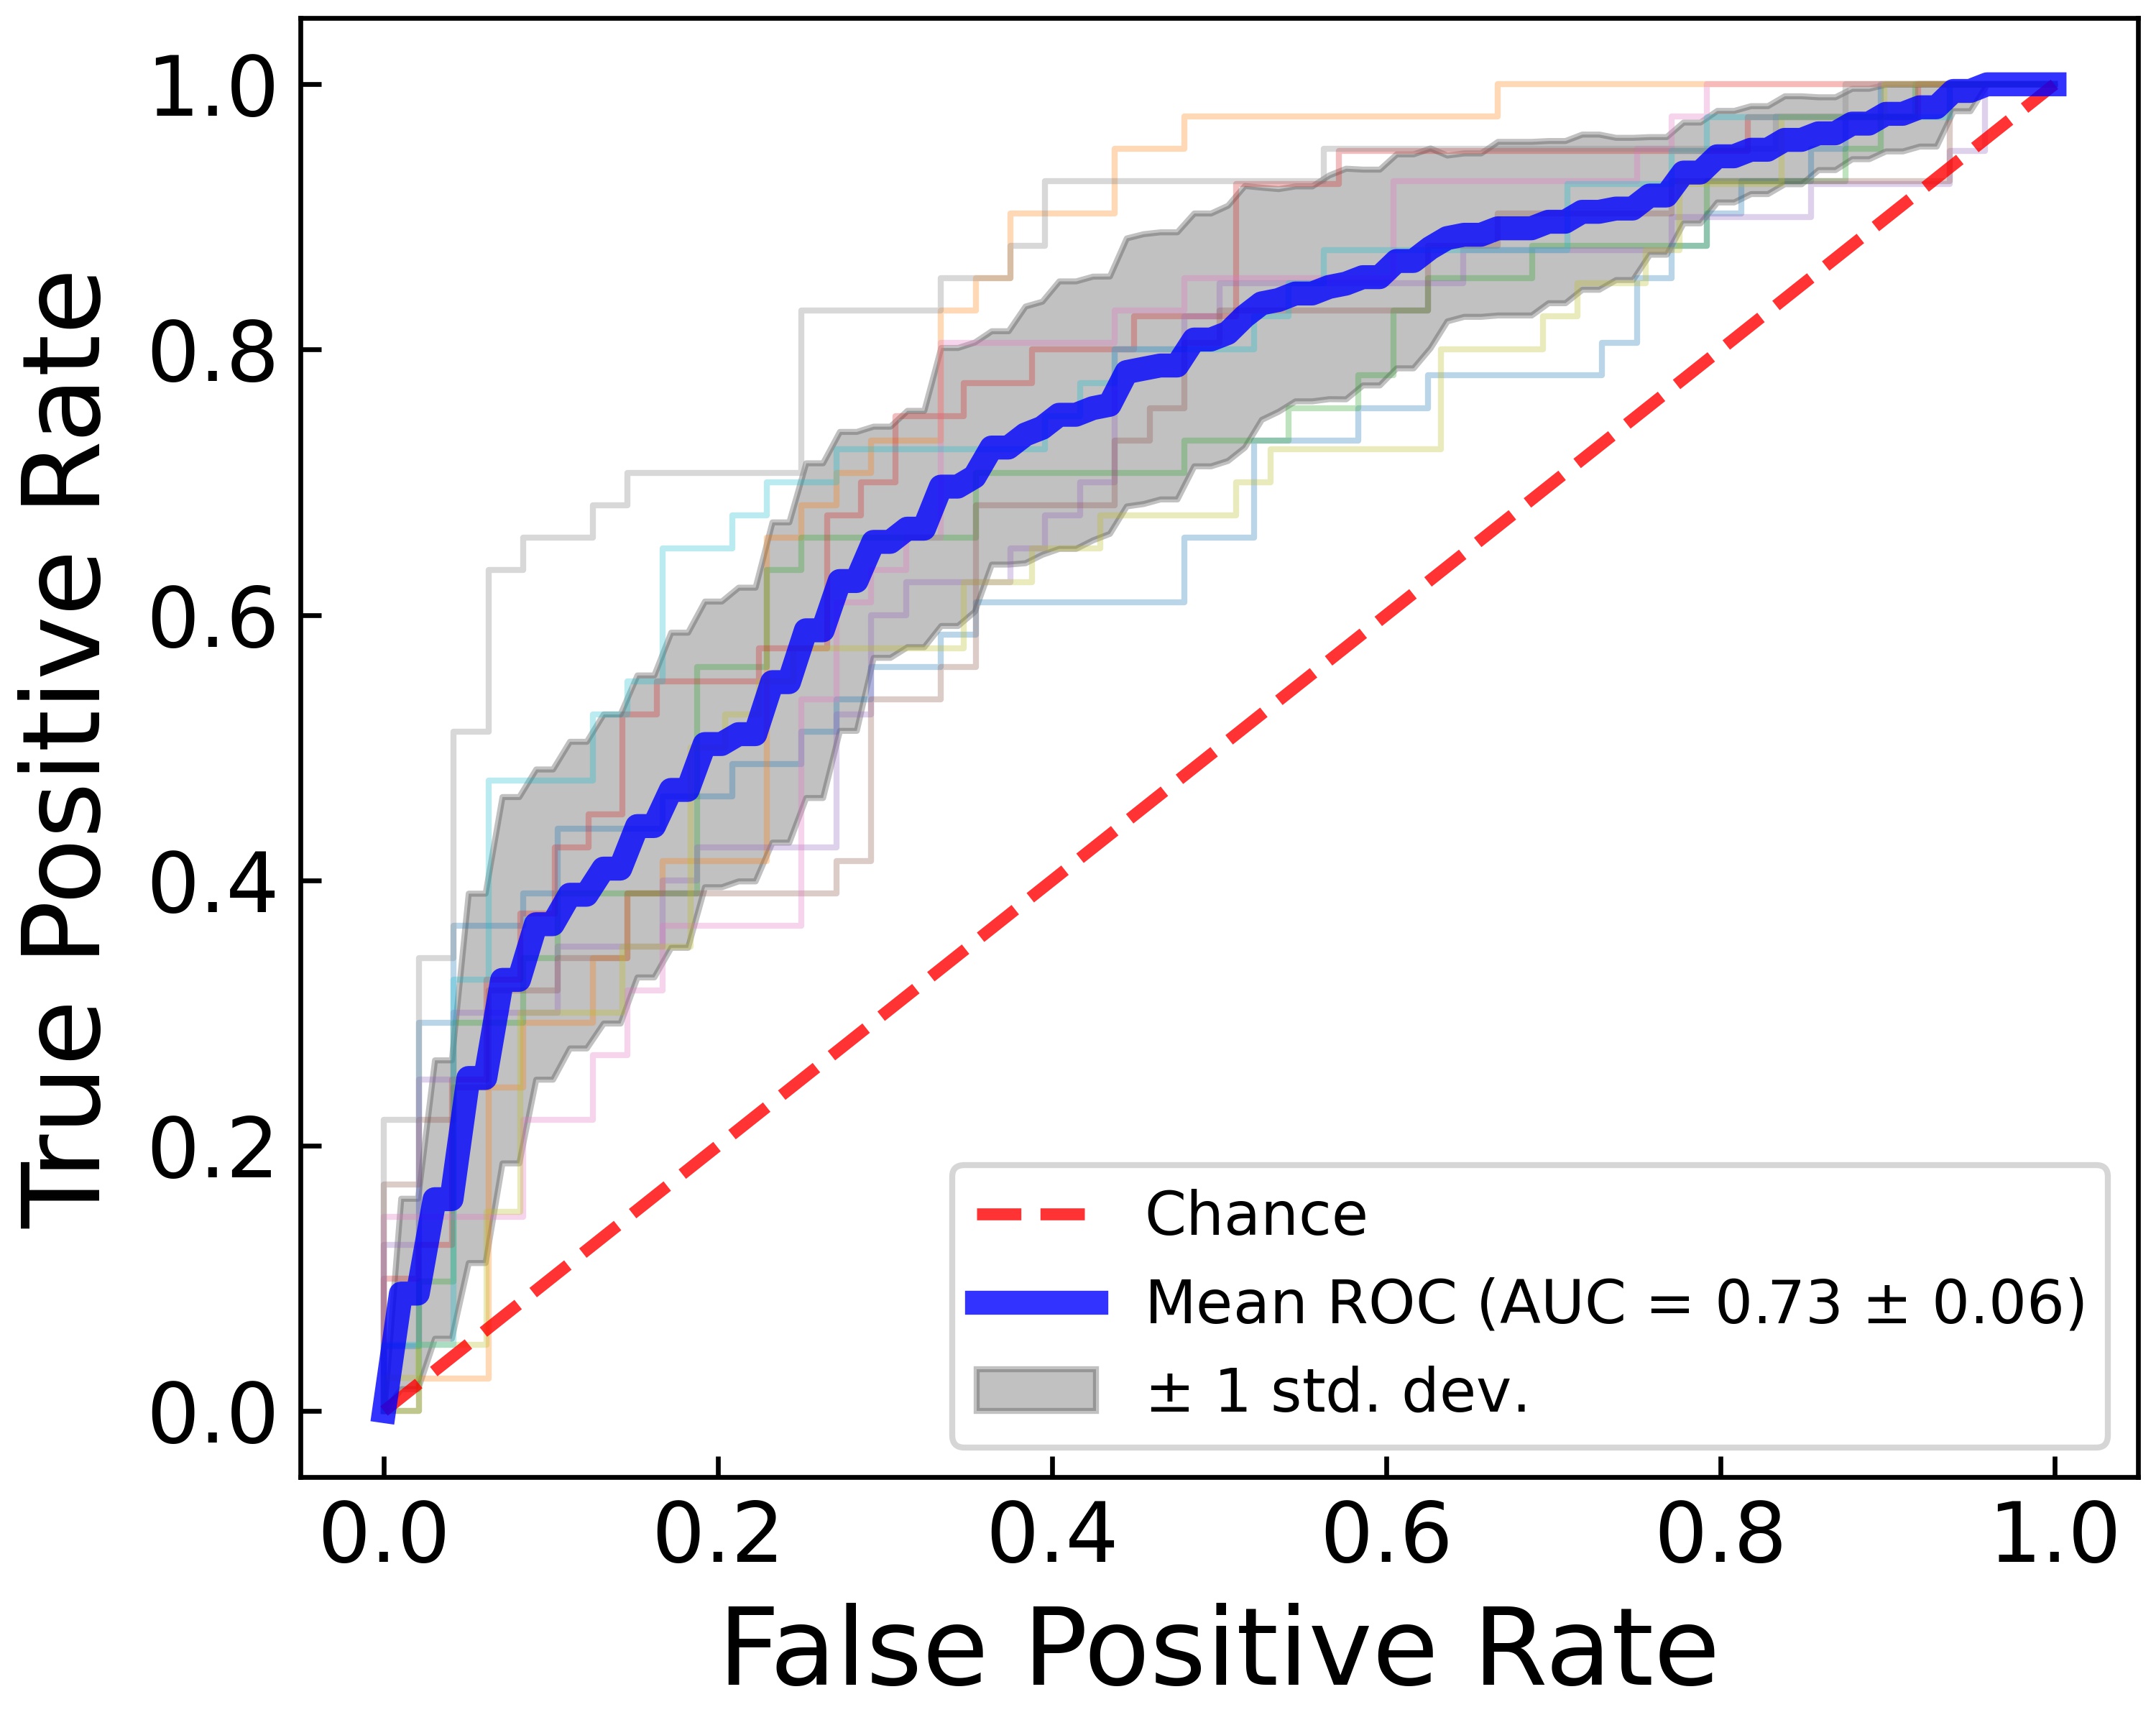 True Positive Rate
1.0
0.8
0.6
0.4
0.2
0.0
Chance
Mean ROC (AUC = 0.73 ± 0.06)
± 1 std. dev.
0.0 0.2 0.4 0.6 0.8 1.0
False Positive Rate